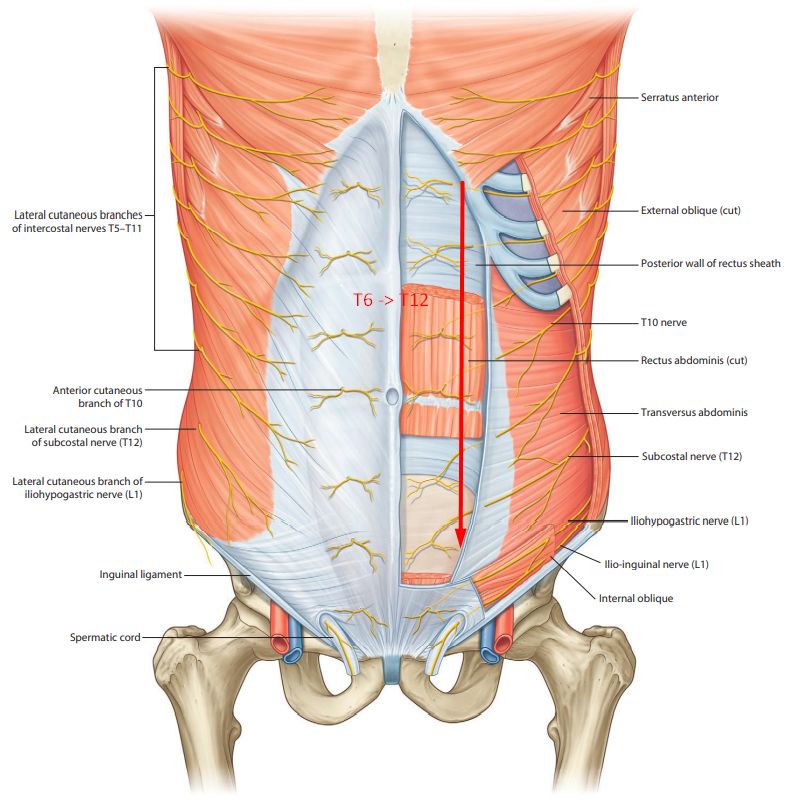 Serratus anterior
Lateral cutaneous branches
of intercostal nerves T5–T11
External oblique (cut)
Posterior wall of rectus sheath
T6 -> T12
T10 nerve
Rectus abdominis (cut)
Anterior cutaneous
branch of T10
Transversus abdominis
Lateral cutaneous branch
of subcostal nerve (T12)
Subcostal nerve (T12)
Lateral cutaneous branch of
iliohypogastric nerve (L1)
Iliohypogastric nerve (L1)
Ilio-inguinal nerve (L1)
Inguinal ligament
Internal oblique
Spermatic cord